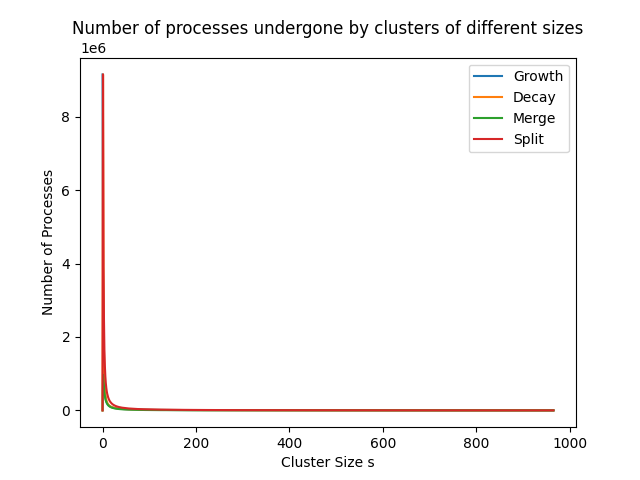 Number of processes undergone by clusters of different sizes
1e6
Growth
Decay
Merge
Split
8
6
4
2
0
Number of Processes
0 200 400 600 800 1000
Cluster Size s